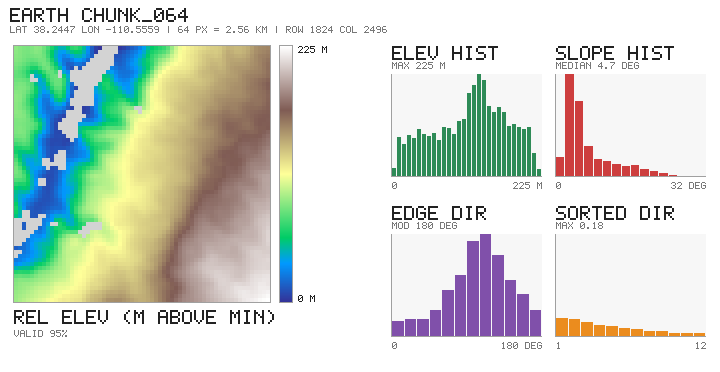 EARTH CHUNK_064
LAT 38.2447 LON -110.5559 | 64 PX = 2.56 KM | ROW 1824 COL 2496
225 M
0 M
REL ELEV (M ABOVE MIN)
VALID 95%
ELEV HIST
MAX 225 M
0 225 M
SLOPE HIST
MEDIAN 4.7 DEG
0 32 DEG
EDGE DIR
MOD 180 DEG
0 180 DEG
SORTED DIR
MAX 0.18
1 12